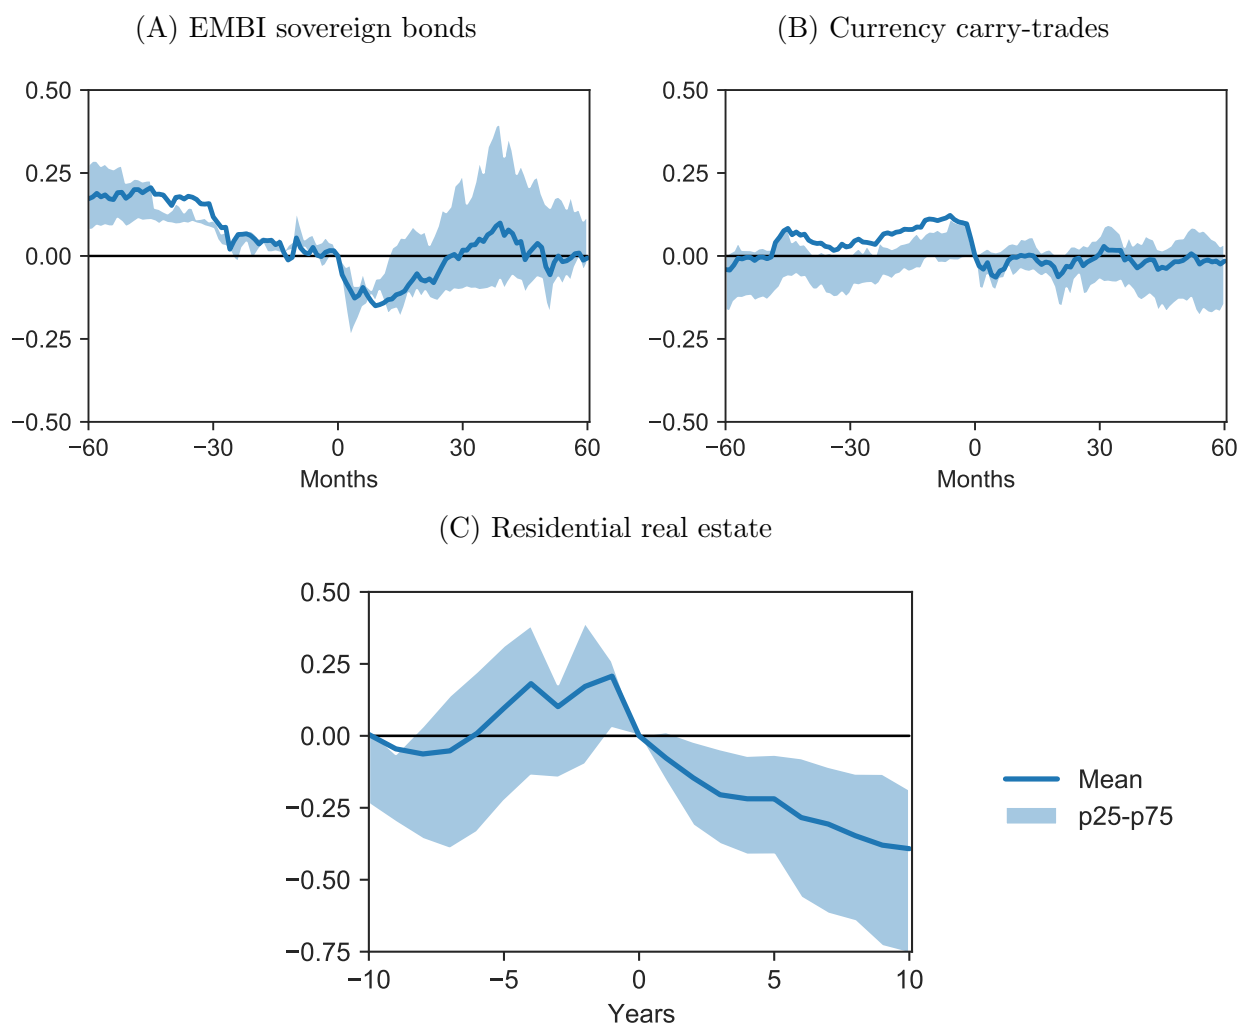 (A) EMBI sovereign bonds
0.50
0.25
0.00
−0.25
−0.50
−60 −30 0 30 60
Months
(B) Currency carry-trades
0.50
0.25
0.00
−0.25
−0.50
−60 −30 0 30 60
Months
(C) Residential real estate
0.50
0.25
0.00
−0.25
−0.50
−0.75
−10 −5 0 5 10
Years
Mean
p25-p75